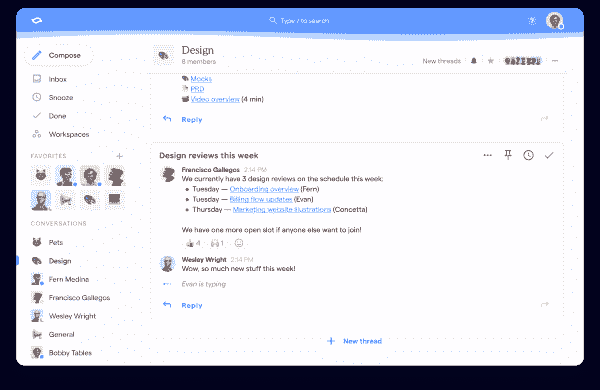 Type / to search
Compose
Inbox
Snooze
Done
Workspaces
FAVORITES
CONVERSATIONS
Pets
Design
Fern Medina
Francisco Gallegos
Wesley Wright
General
Bobby Tables
Design
8 members
New threads
Mocks
PRD
Video overview (4 min)
Reply
Design reviews this week
Francisco Gallegos 2:14 PM
We currently have 3 design reviews on the schedule this week:
Tuesday — Onboarding overview (Fern)
Tuesday — Billing flow updates (Evan)
Thursday — Marketing website illustrations (Concetta)
We have one more open slot if anyone else want to join!
4
1
Wesley Wright 2:14 PM
Wow, so much new stuff this week!
Evan is typing
Reply
New thread